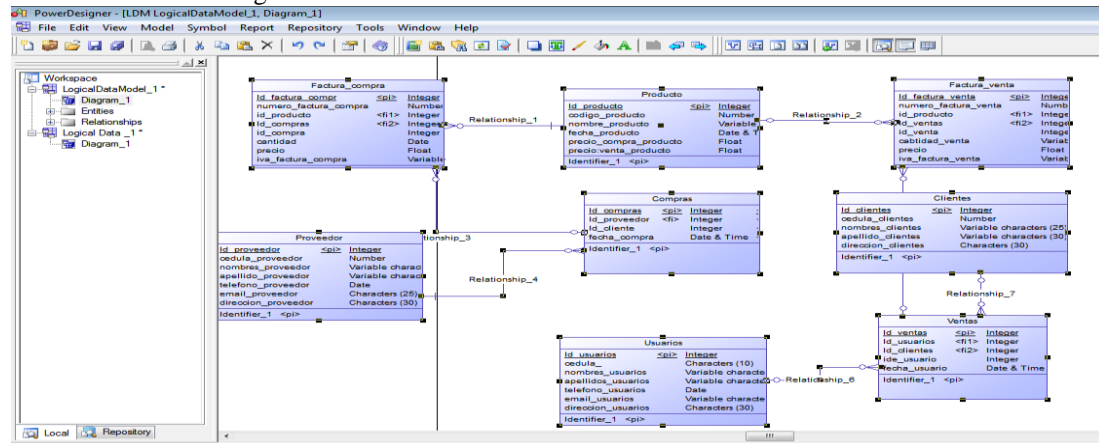 PowerDesigner - [LDM LogicalDataModel_1, Diagram_1]
File Edit View Model Symbol Report Repository Tools Window Help
Workspace
LogicalDataModel_1 *
Diagram_1
Entities
Relationships
Logical Data _1 *
Diagram_1
Local Repository
Factura_compra
Id_factura_compr <pi> Integer
numero_factura_compra Number
id_producto <fi1> Integer
id_compras <fi2> Integer
id_compra Integer
cantidad Date
precio Float
iva_factura_compra Variable
Relationship_1
Producto
Id_producto <pi> Integer
codigo_producto Number
nombre_producto Variable
fecha_producto Date & T
precio_compra_producto Float
precio:venta_producto Float
Identifier_1 <pi>
Relationship_2
Factura_venta
Id_factura_venta <pi> Intege
numero_factura_venta Numb
id_producto <fi1> Intege
id_ventas <fi2> Intege
id_venta Intege
cabtidad_venta Variat
precio Float
iva_factura_venta Variat
Compras
Id_compras <pi> Integer
Id_proveedor <fi> Integer
Id_cliente Integer
fecha_compra Date & Time
Identifier_1 <pi>
Clientes
Id_clientes <pi> Integer
cedula_clientes Number
nombres_clientes Variable characters (25)
apellido_clientes Variable characters (30)
direccion_clientes Characters (30)
Identifier_1 <pi>
Proveedor
Id_proveedor <pi> Integer
cedula_proveedor Number
nombres_proveedor Variable charac
apellido_proveedor Variable charac
telefono_proveedor Date
email_proveedor Characters (25)
direccion_proveedor Characters (30)
Identifier_1 <pi>
tionship_3
Relationship_4
Relationship_7
Ventas
Id_ventas <pi> Integer
Id_usuarios <fi1> Integer
Id_clientes <fi2> Integer
ide_usuario Integer
fecha_usuario Date & Time
Identifier_1 <pi>
Usuarios
Id_usuarios <pi> Integer
cedula_ Characters (10)
nombres_usuarios Variable characte
apellidos_usuarios Variable characte
telefono_usuarios Date
email_usuarios Variable characte
direccion_usuarios Characters (30)
Identifier_1 <pi>
Relationship_6